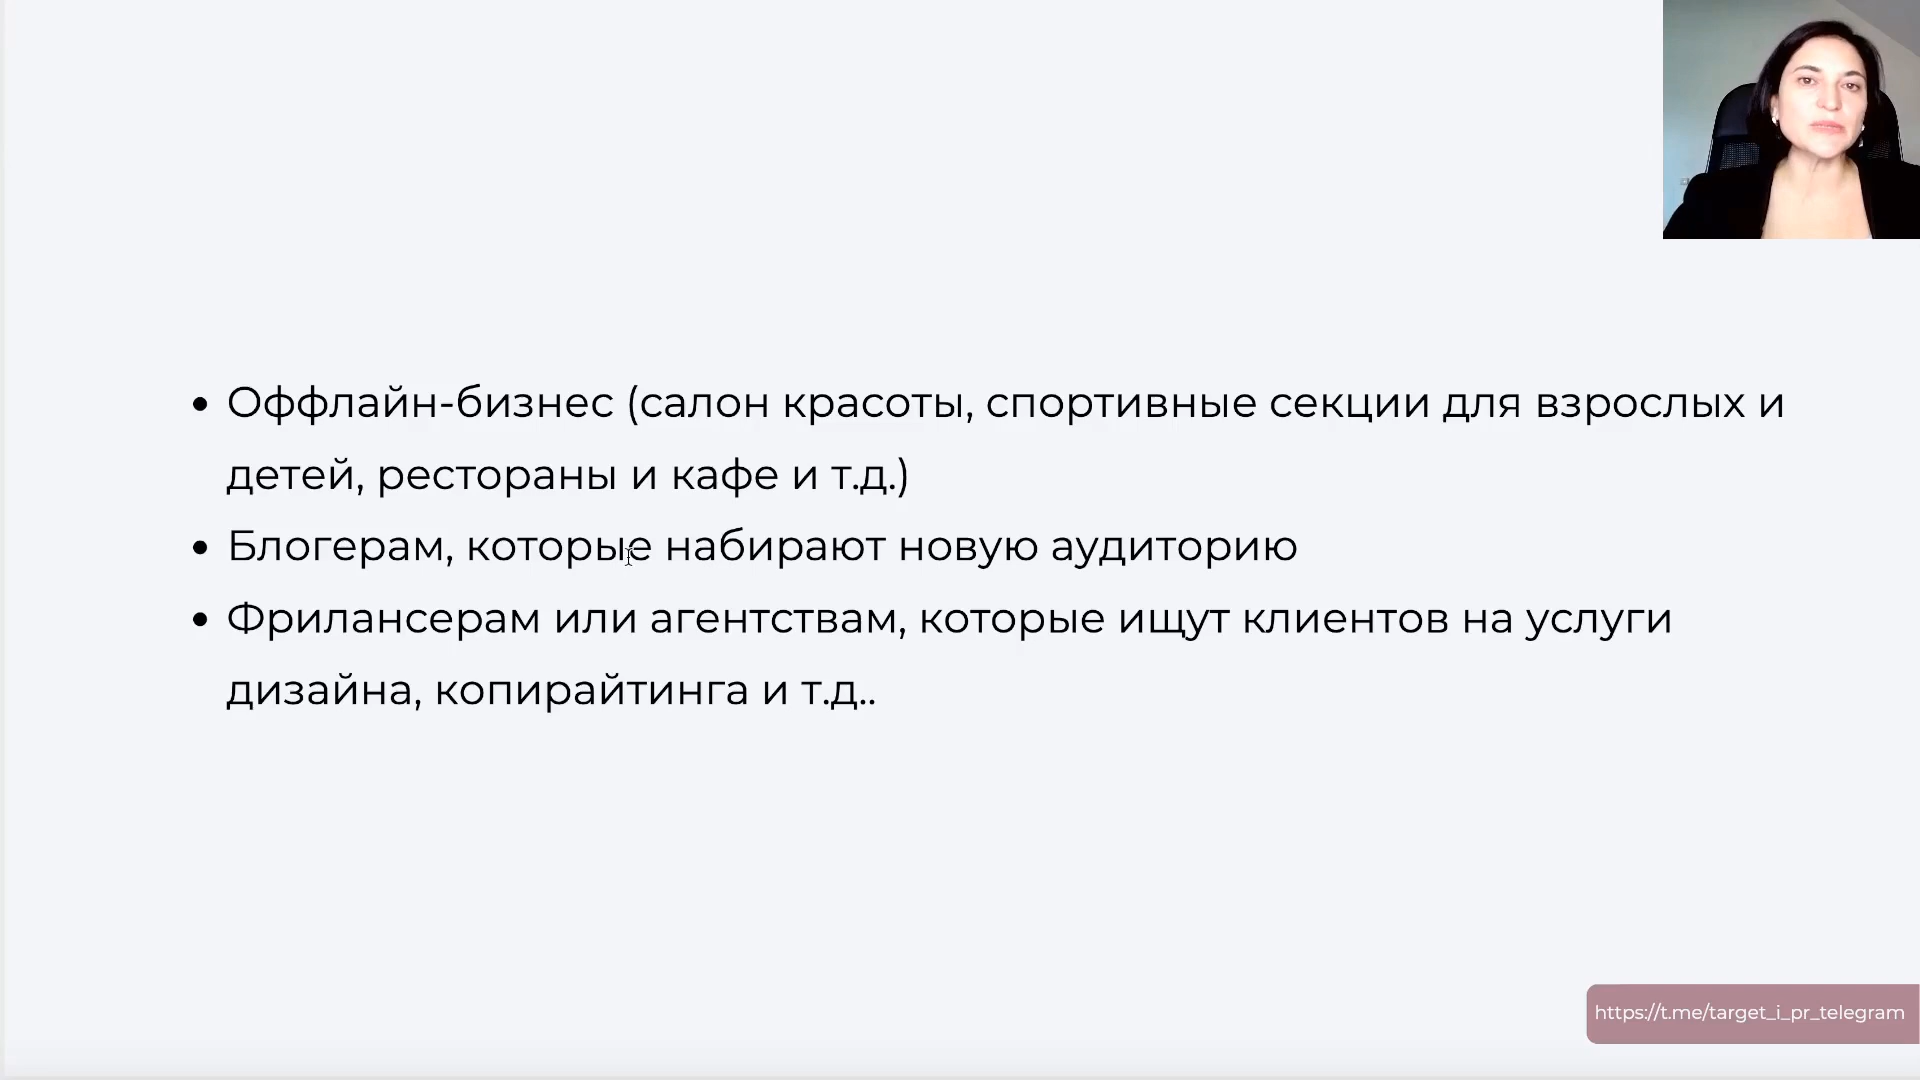 • Оффлайн-бизнес (салон красоты, спортивные секции для взрослых и
детей, рестораны и кафе и т.д.)
• Блогерам, которые набирают новую аудиторию
• Фрилансерам или агентствам, которые ищут клиентов на услуги
дизайна, копирайтинга и т.д..
https://t.me/target_i_pr_telegram